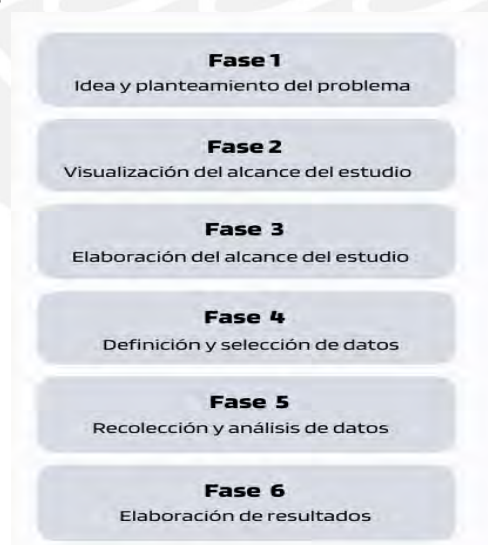 Fase 1
Idea y planteamiento del problema
Fase 2
Visualización del alcance del estudio
Fase 3
Elaboración del alcance del estudio
Fase 4
Definición y selección de datos
Fase 5
Recolección y análisis de datos
Fase 6
Elaboración de resultados